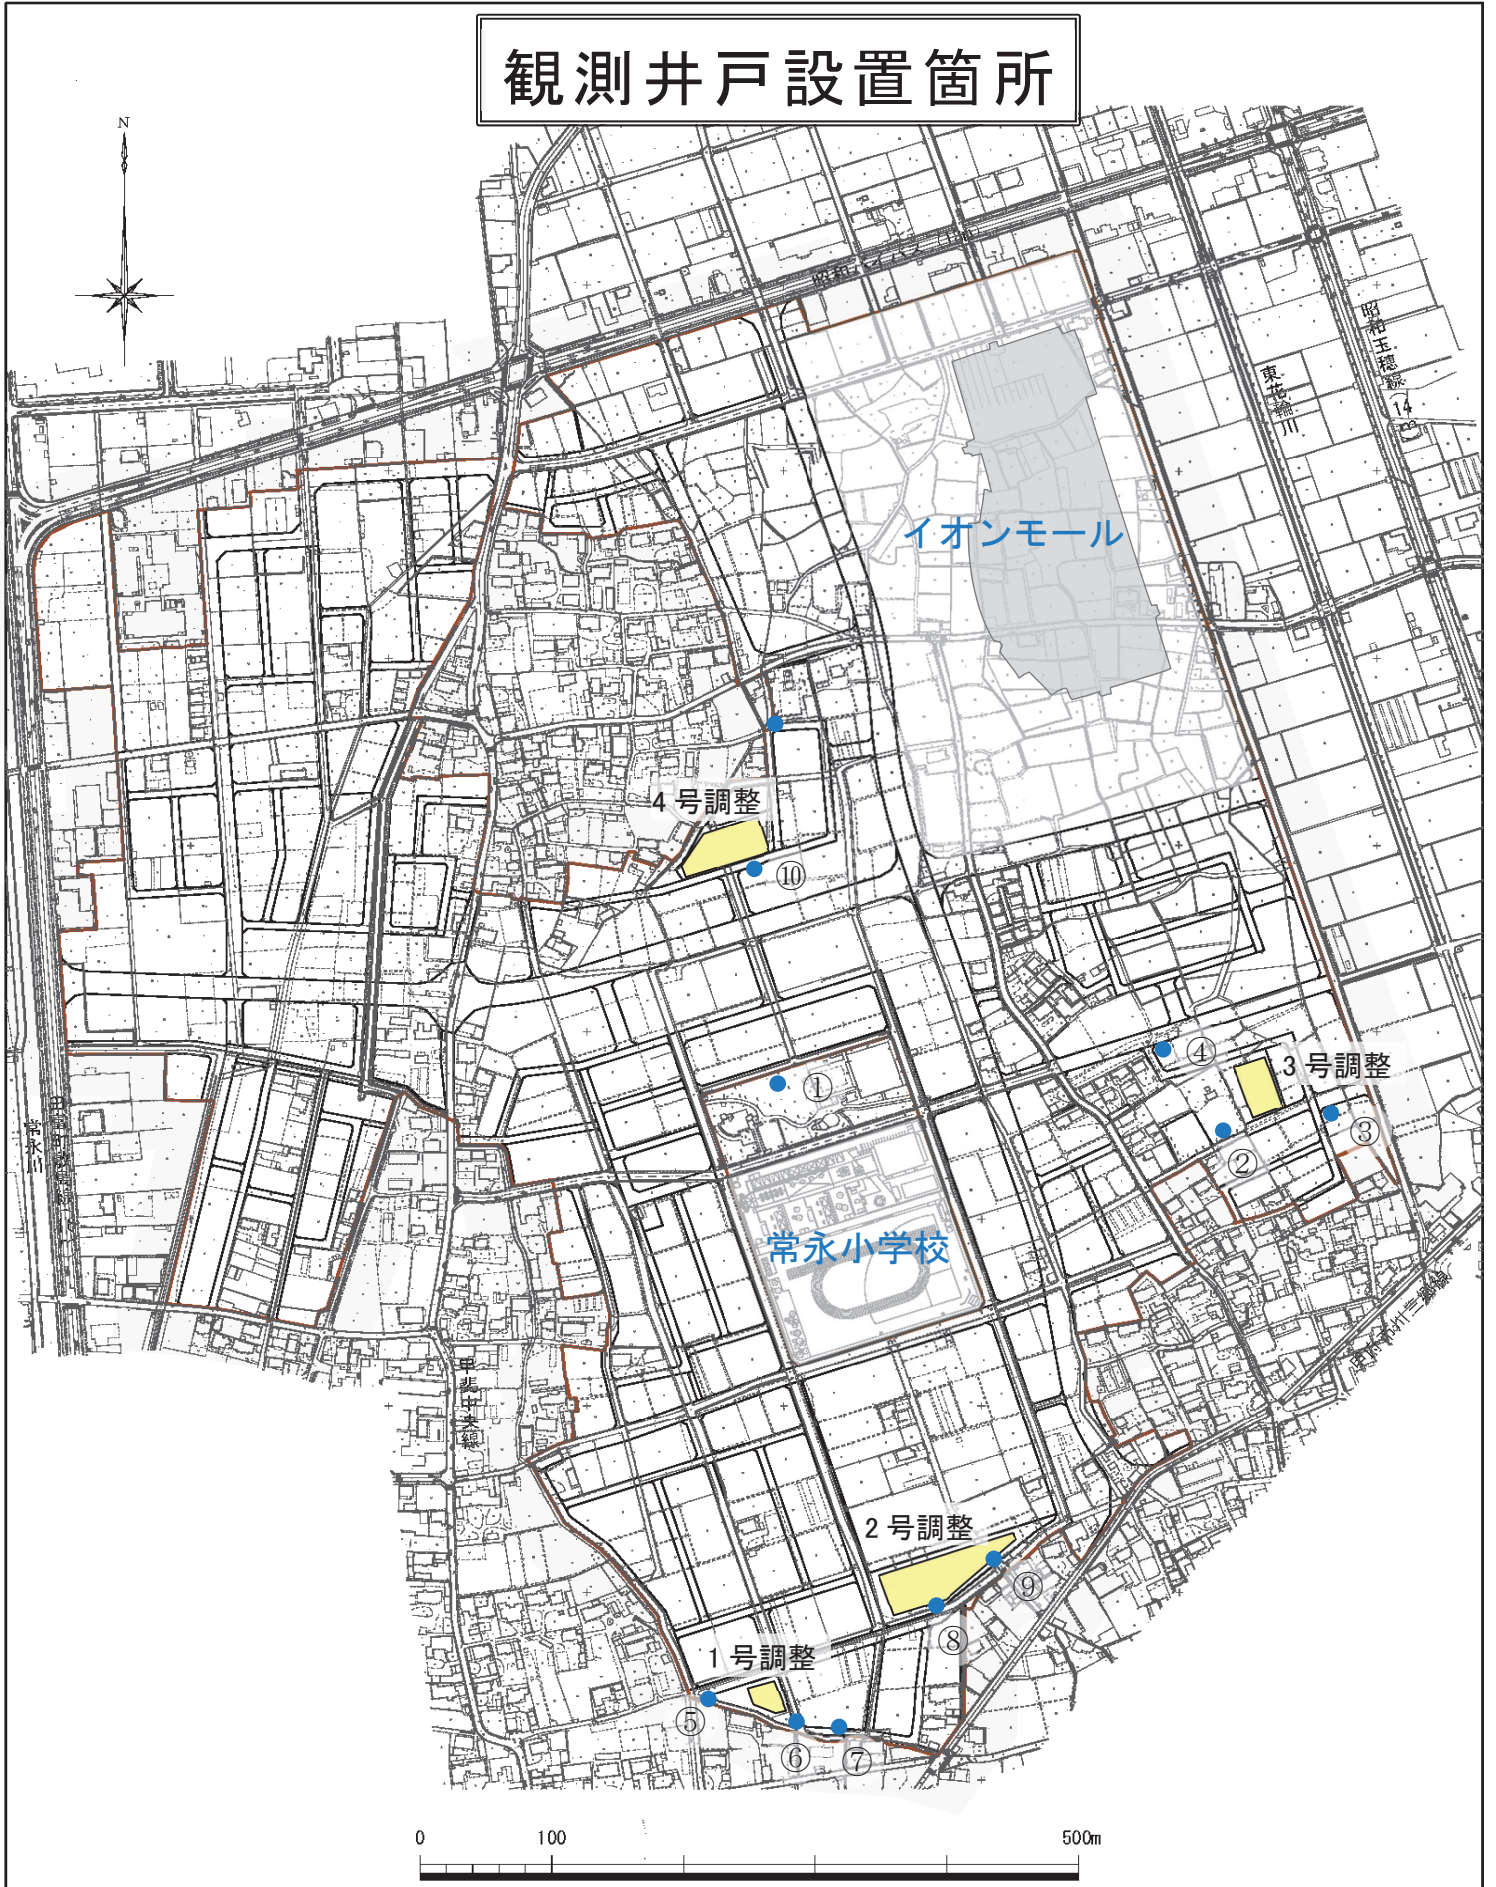 観測井戸設置箇所
N
昭和バイパス
昭和玉穂線(14
東花輪川
イオンモール
4号調整
⑩
④
3号調整
①
③
②
常永川
常永小学校
甲斐中央線
2号調整
⑨
⑧
1号調整
⑤
⑥
⑦
0
100
500m